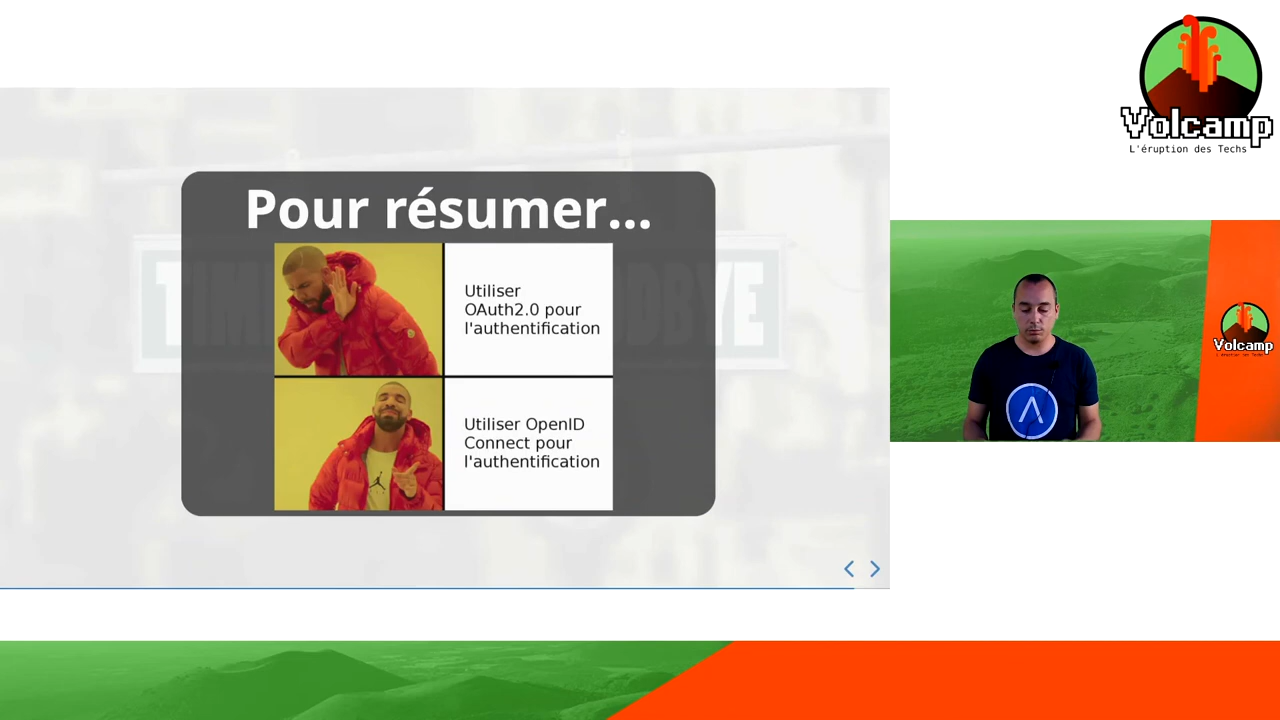 Volcamp
L'éruption des Techs
Pour résumer...
Utiliser
OAuth2.0 pour
l'authentification
Utiliser OpenID
Connect pour
l'authentification
Volcamp